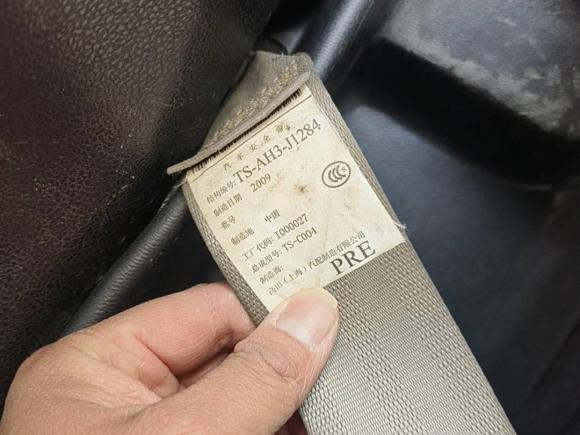 汽车安全带
结构编号: TS-AH3-J1284
制造日期 2009
批号
制造地 中国
工厂代码: I000027
总成型号: TS-C004
制造商:
高田(上海)汽配制造有限公司
PRE
CCC